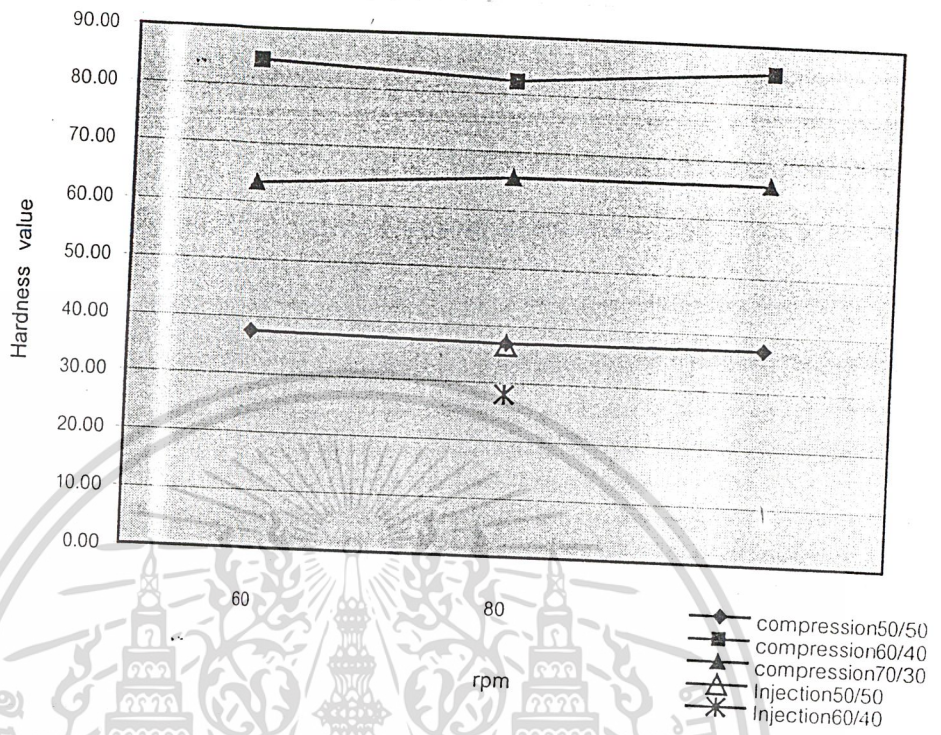 90.00
80.00
70.00
60.00
50.00
40.00
30.00
20.00
10.00
0.00
Hardness value
60
80
rpm
compression50/50
compression60/40
compression70/30
Injection50/50
Injection60/40